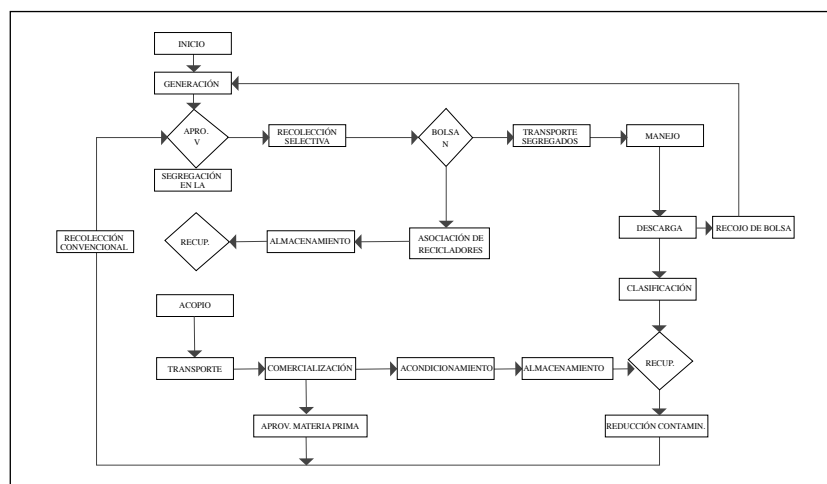 INICIO
GENERACIÓN
APRO.
V
RECOLECCIÓN
SELECTIVA
BOLSA
N
TRANSPORTE
SEGREGADOS
MANEJO
SEGREGACIÓN
EN LA
RECOLECCIÓN
CONVENCIONAL
RECUP.
ALMACENAMIENTO
ASOCIACIÓN DE
RECICLADORES
DESCARGA
RECOJO DE BOLSA
CLASIFICACIÓN
ACOPIO
TRANSPORTE
COMERCIALIZACIÓN
ACONDICIONAMIENTO
ALMACENAMIENTO
RECUP.
APROV. MATERIA PRIMA
REDUCCIÓN CONTAMIN.